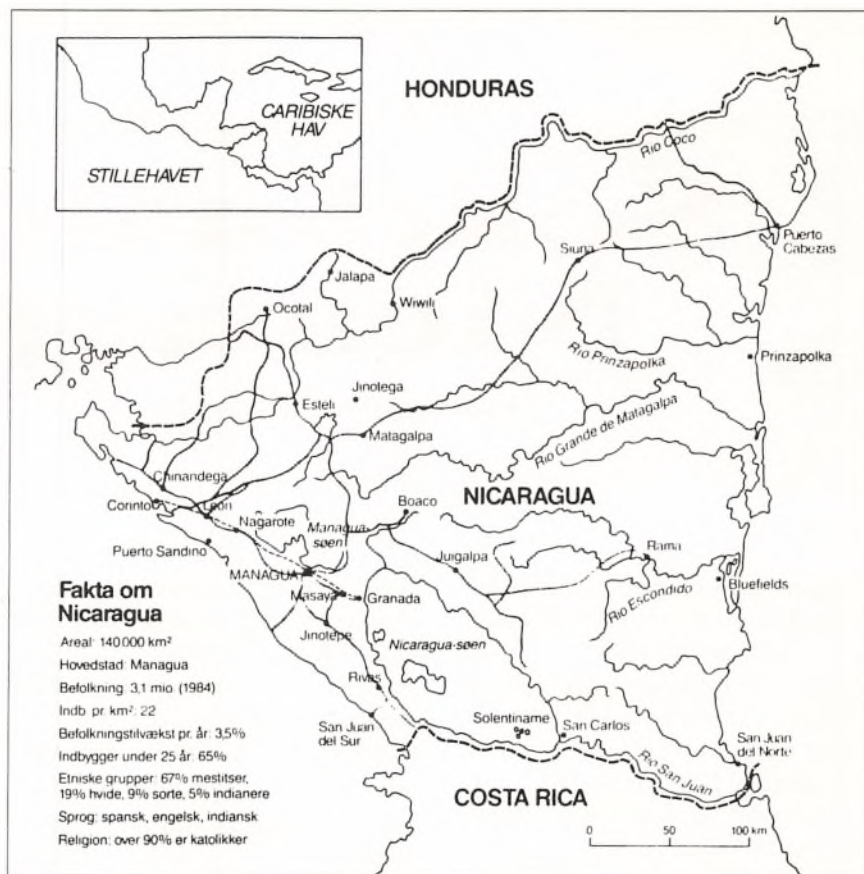 CARIBISKE
HAV
STILLEHAVET
HONDURAS
Rio Coco
Puerto
Cabezas
Siuna
Jalapa
Wiwili
Ocotal
Rio Prinzapolka
Prinzapolka
Jinotega
Esteli
Matagalpa
Rio Grande de Matagalpa
Chinandega
NICARAGUA
Corinto
León
Boaco
Nagarote
Managua-
søen
Puerto Sandino
Juigalpa
Rama
MANAGUA
Bluefields
Rio Escondido
Masaya
Granada
Jinotepe
Nicaragua-søen
Rivas
San Juan
del Sur
Solentiname
San Carlos
San Juan
del Norte
Rio San Juan
COSTA RICA
0 50 100 km
Fakta om
Nicaragua
Areal: 140000 km²
Hovedstad: Managua
Befolkning: 3,1 mio. (1984)
Indb. pr. km²: 22
Befolkningstilvækst pr. år: 3,5%
Indbygger under 25 år: 65%
Etniske grupper: 67% mestitser,
19% hvide, 9% sorte, 5% indianere
Sprog: spansk, engelsk, indiansk
Religion: over 90% er katolikker